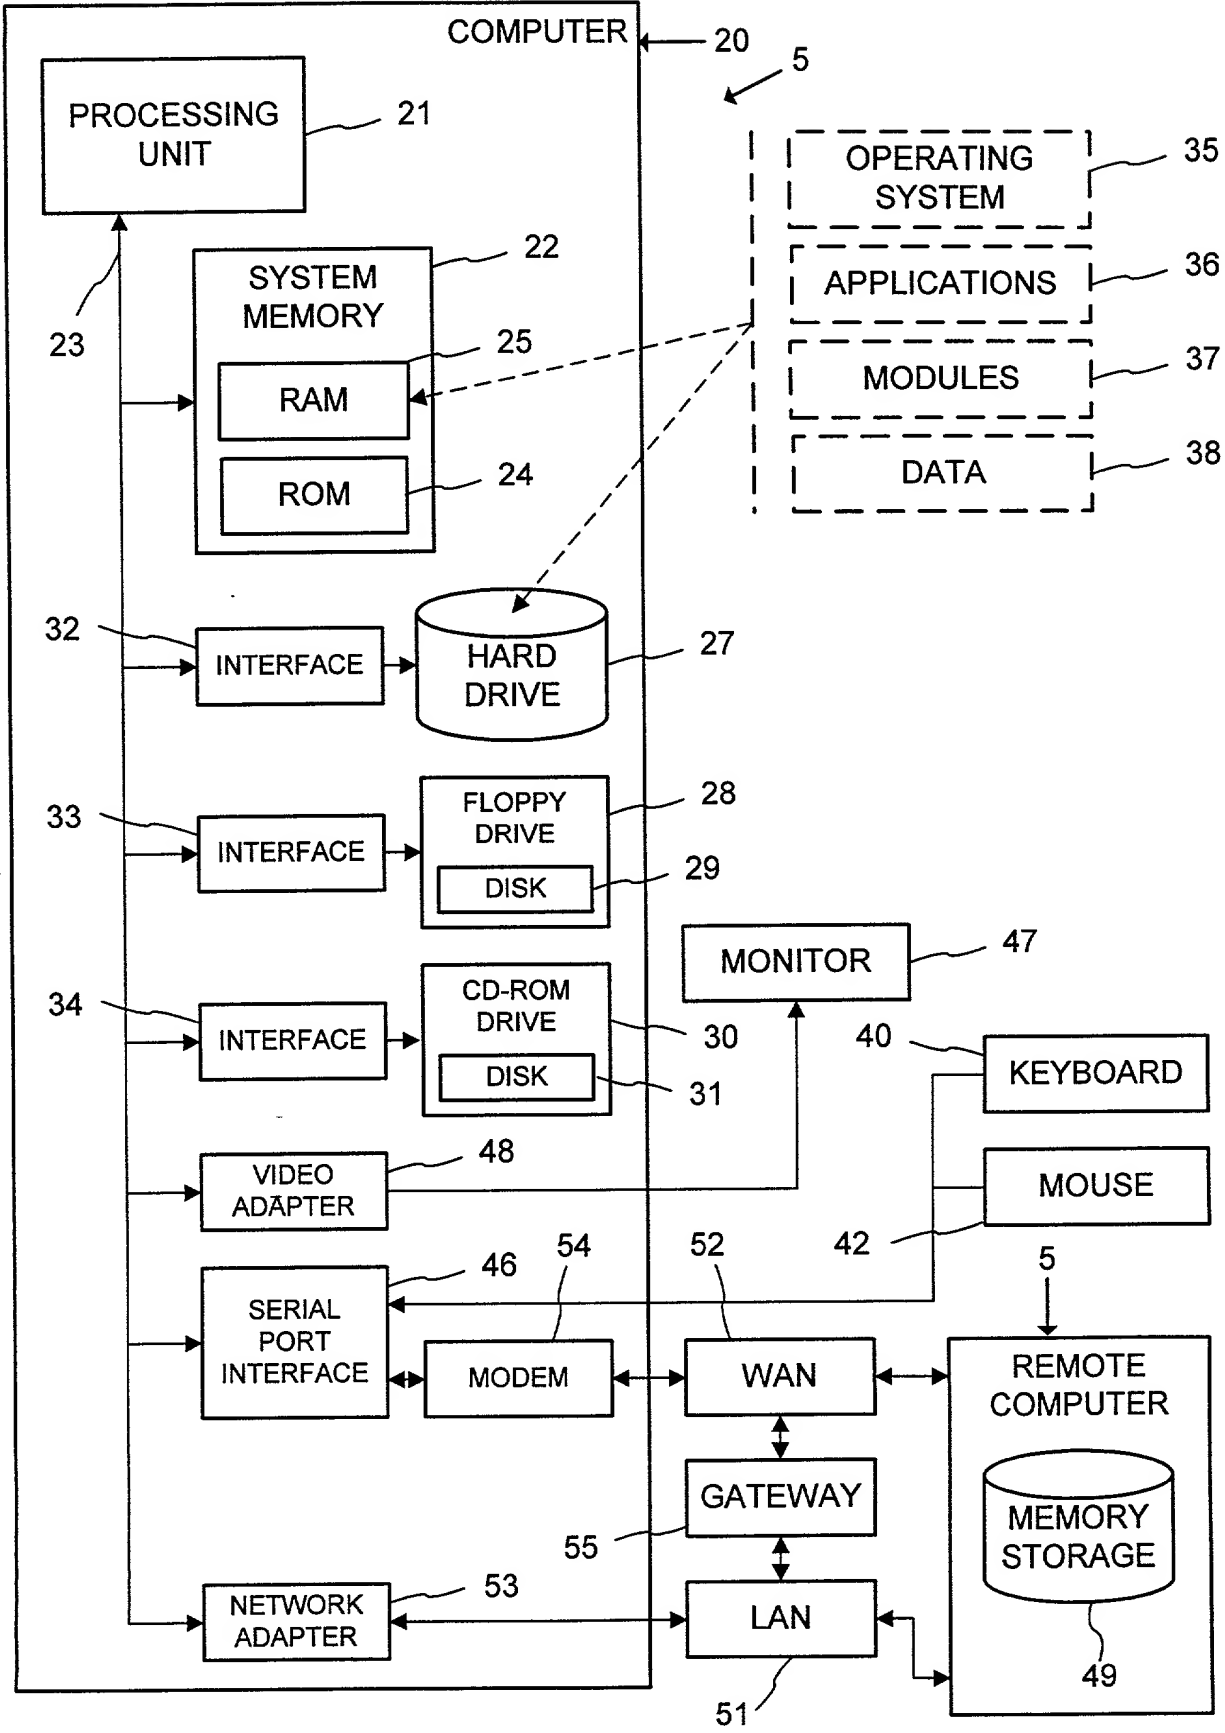 COMPUTER
20
5
PROCESSING
UNIT
21
OPERATING
SYSTEM
35
23
SYSTEM
MEMORY
22
APPLICATIONS
36
RAM
25
MODULES
37
ROM
24
DATA
38
32
INTERFACE
HARD
DRIVE
27
33
INTERFACE
FLOPPY
DRIVE
28
DISK
29
MONITOR
47
34
INTERFACE
CD-ROM
DRIVE
30
DISK
31
40
KEYBOARD
VIDEO
ADAPTER
48
MOUSE
42
SERIAL
PORT
INTERFACE
46
54
MODEM
52
WAN
5
REMOTE
COMPUTER
GATEWAY
55
MEMORY
STORAGE
49
NETWORK
ADAPTER
53
LAN
51